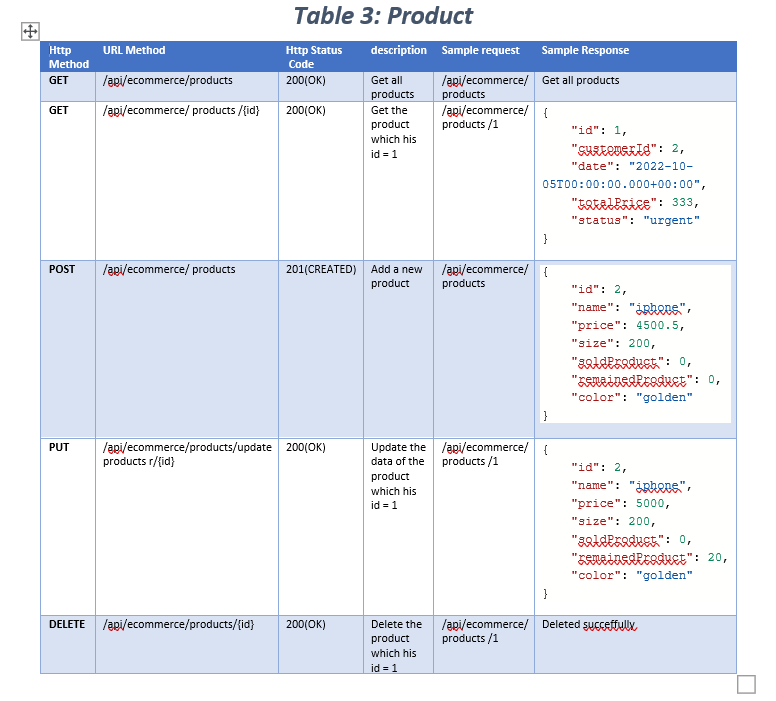 Table 3: Product
Http Method URL Method Http Status Code description Sample request Sample Response
GET /api/ecommerce/products 200(OK) Get all products /api/ecommerce/ products Get all products
GET /api/ecommerce/ products /{id} 200(OK) Get the product which his id = 1 /api/ecommerce/ products /1
{
"id": 1,
"customerId": 2,
"date": "2022-10-
05T00:00:00.000+00:00",
"totalPrice": 333,
"status": "urgent"
}
POST /api/ecommerce/ products 201(CREATED) Add a new product /api/ecommerce/ products
{
"id": 2,
"name": "iphone",
"price": 4500.5,
"size": 200,
"soldProduct": 0,
"remainedProduct": 0,
"color": "golden"
}
PUT /api/ecommerce/products/update products r/{id} 200(OK) Update the data of the product which his id = 1 /api/ecommerce/ products /1
{
"id": 2,
"name": "iphone",
"price": 5000,
"size": 200,
"soldProduct": 0,
"remainedProduct": 20,
"color": "golden"
}
DELETE /api/ecommerce/products/{id} 200(OK) Delete the product which his id = 1 /api/ecommerce/ products /1 Deleted succeffully